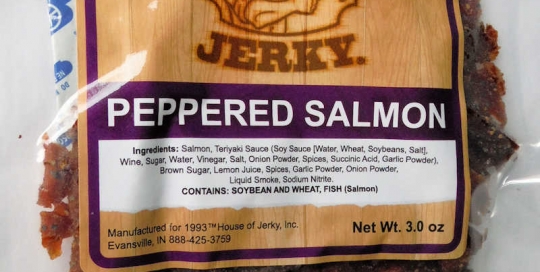 JERKY.
PEPPERED SALMON
Ingredients: Salmon, Teriyaki Sauce (Soy Sauce [Water, Wheat, Soybeans, Salt],
Wine, Sugar, Water, Vinegar, Salt, Onion Powder, Spices, Succinic Acid, Garlic Powder),
Brown Sugar, Lemon Juice, Spices, Garlic Powder, Onion Powder,
Liquid Smoke, Sodium Nitrite.
CONTAINS: SOYBEAN AND WHEAT, FISH (Salmon)
Manufactured for 1993™House of Jerky, Inc.
Evansville, IN 888-425-3759
Net Wt. 3.0 oz